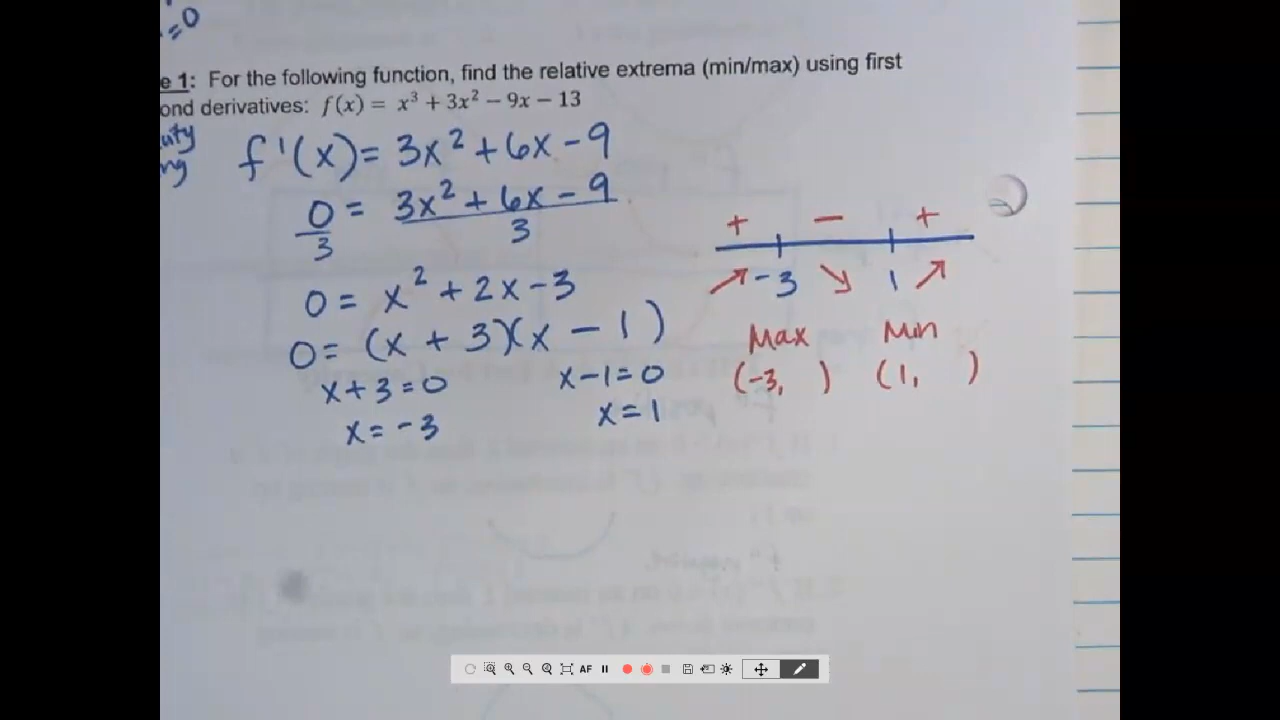 =0
e 1: For the following function, find the relative extrema (min/max) using first
ond derivatives: f(x) = x³ + 3x² − 9x − 13
f'(x) = 3x² + 6x − 9
0/3 = (3x² + 6x − 9)/3
0 = x² + 2x − 3
0 = (x + 3)(x − 1)
x + 3 = 0 x − 1 = 0
x = −3 x = 1
+ − +
↗ −3 ↘ 1 ↗
Max Min
(−3, ) (1, )
AF